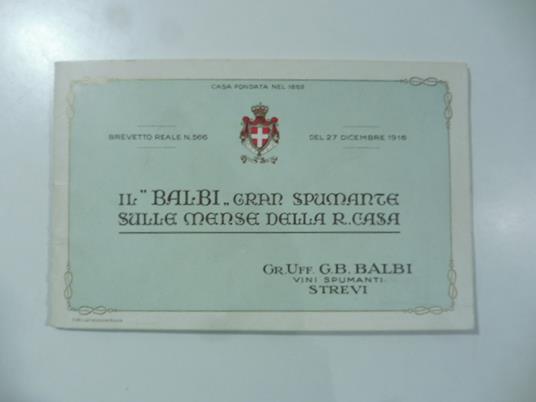 CASA FONDATA NEL
BREVETTO REALE N.566
DEL 27 DICEMBRE 1916
IL "BALBI„ GRAN SPUMANTE
SULLE MENSE DELLA R.CASA
GR.UFF. G.B. BALBI
VINI SPUMANTI
STREVI